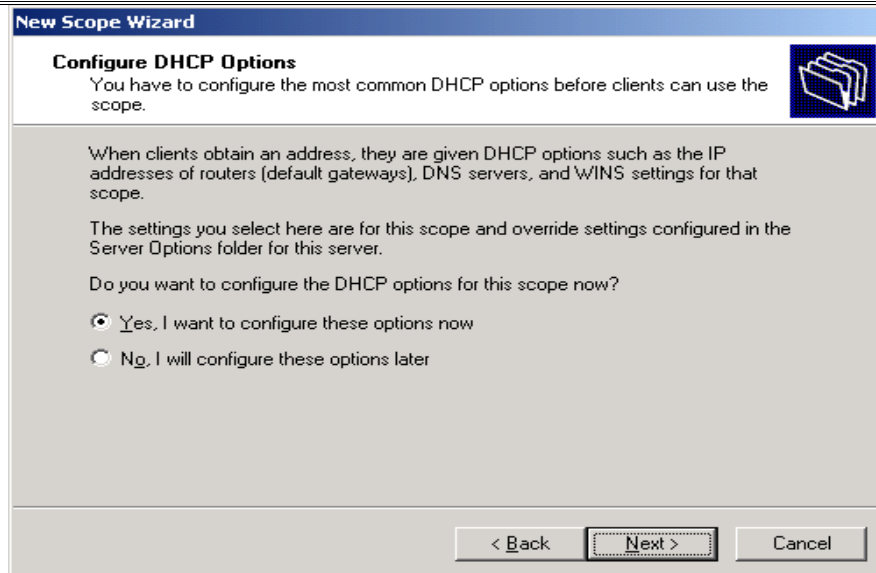 New Scope Wizard
Configure DHCP Options
You have to configure the most common DHCP options before clients can use the
scope.
When clients obtain an address, they are given DHCP options such as the IP
addresses of routers (default gateways), DNS servers, and WINS settings for that
scope.
The settings you select here are for this scope and override settings configured in the
Server Options folder for this server.
Do you want to configure the DHCP options for this scope now?
Yes, I want to configure these options now
No, I will configure these options later
< Back Next > Cancel